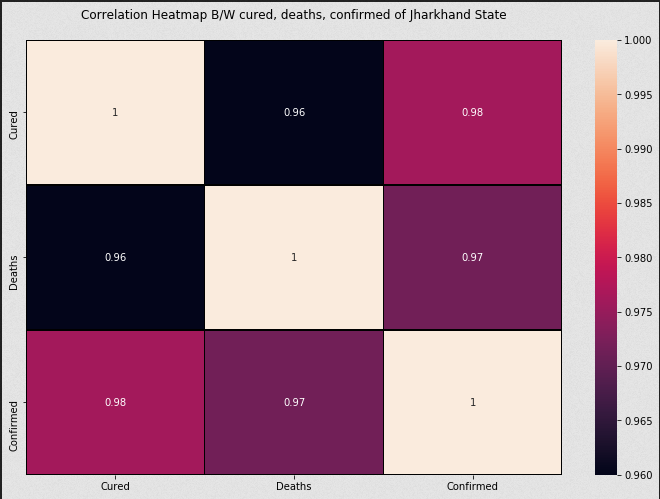 Correlation Heatmap B/W cured, deaths, confirmed of Jharkhand State
Cured
1
0.96
0.98
Deaths
0.96
1
0.97
Confirmed
0.98
0.97
1
Cured
Deaths
Confirmed
1.000
0.995
0.990
0.985
0.980
0.975
0.970
0.965
0.960